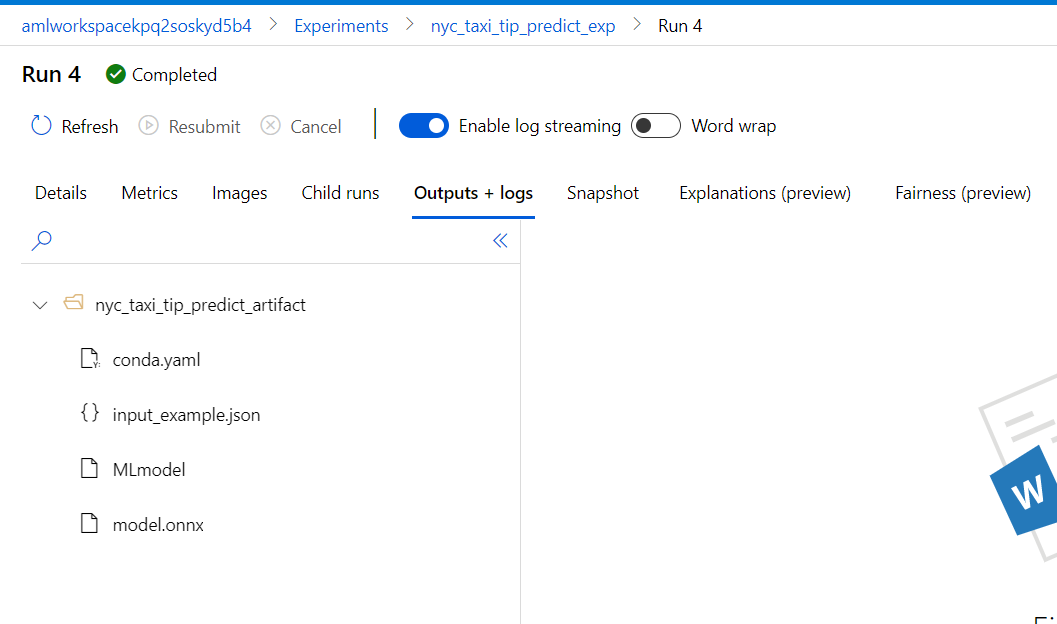 amlworkspacekpq2soskyd5b4 > Experiments > nyc_taxi_tip_predict_exp > Run 4
Run 4 Completed
Refresh Resubmit Cancel Enable log streaming Word wrap
Details Metrics Images Child runs Outputs + logs Snapshot Explanations (preview) Fairness (preview)
nyc_taxi_tip_predict_artifact
conda.yaml
input_example.json
MLmodel
model.onnx
W